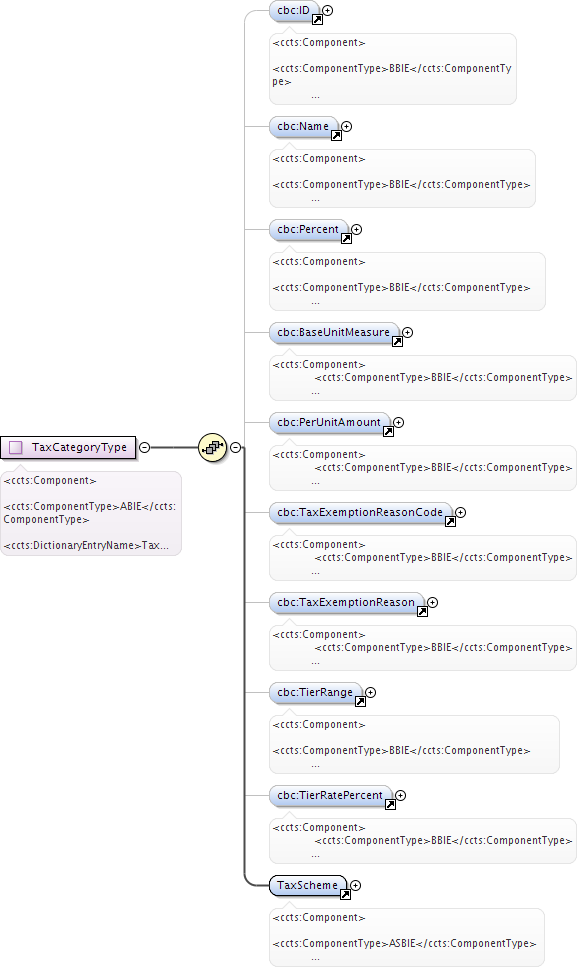 cbc:ID
<ccts:Component>
<ccts:ComponentType>BBIE</ccts:ComponentTy
pe>
...
cbc:Name
<ccts:Component>
<ccts:ComponentType>BBIE</ccts:ComponentType>
...
cbc:Percent
<ccts:Component>
<ccts:ComponentType>BBIE</ccts:ComponentType>
...
cbc:BaseUnitMeasure
<ccts:Component>
<ccts:ComponentType>BBIE</ccts:ComponentType>
...
TaxCategoryType
<ccts:Component>
<ccts:ComponentType>ABIE</ccts:
ComponentType>
<ccts:DictionaryEntryName>Tax...
cbc:PerUnitAmount
<ccts:Component>
<ccts:ComponentType>BBIE</ccts:ComponentType>
...
cbc:TaxExemptionReasonCode
<ccts:Component>
<ccts:ComponentType>BBIE</ccts:ComponentType>
...
cbc:TaxExemptionReason
<ccts:Component>
<ccts:ComponentType>BBIE</ccts:ComponentType>
...
cbc:TierRange
<ccts:Component>
<ccts:ComponentType>BBIE</ccts:ComponentType>
...
cbc:TierRatePercent
<ccts:Component>
<ccts:ComponentType>BBIE</ccts:ComponentType>
...
TaxScheme
<ccts:Component>
<ccts:ComponentType>ASBIE</ccts:ComponentType>
...